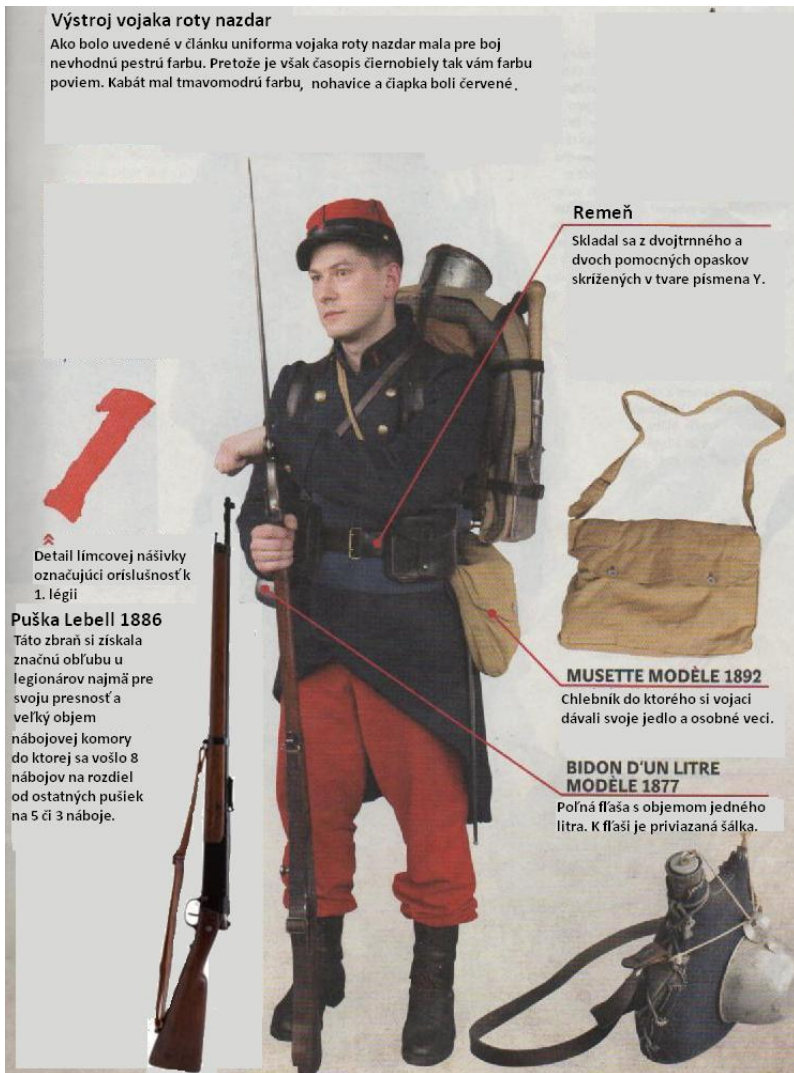 Výstroj vojaka roty nazdar
Ako bolo uvedené v článku uniforma vojaka roty nazdar mala pre boj
nevhodnú pestrú farbu. Pretože je však časopis čiernobiely tak vám farbu
poviem. Kabát mal tmavomodrú farbu, nohavice a čiapka boli červené.
Remeň
Skladal sa z dvojtrnného a
dvoch pomocných opaskov
skrížených v tvare písmena Y.
1
Detail límcovej nášivky
označujúci oríslušnosť k
1. légii
Puška Lebell 1886
Táto zbraň si získala
značnú obľubu u
legionárov najmä pre
svoju presnosť a
veľký objem
nábojovej komory
do ktorej sa vošlo 8
nábojov na rozdiel
od ostatných pušiek
na 5 či 3 náboje.
MUSETTE MODÈLE 1892
Chlebník do ktorého si vojaci
dávali svoje jedlo a osobné veci.
BIDON D'UN LITRE
MODÈLE 1877
Poľná fľaša s objemom jedného
litra. K fľaši je priviazaná šálka.